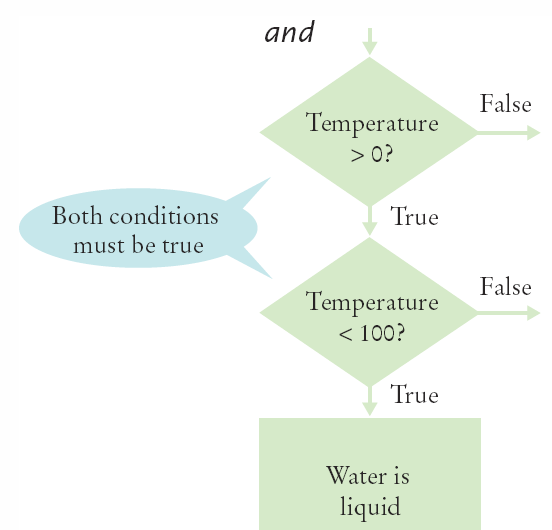 and
Temperature
> 0?
False
Both conditions
must be true
True
Temperature
< 100?
False
True
Water is
liquid